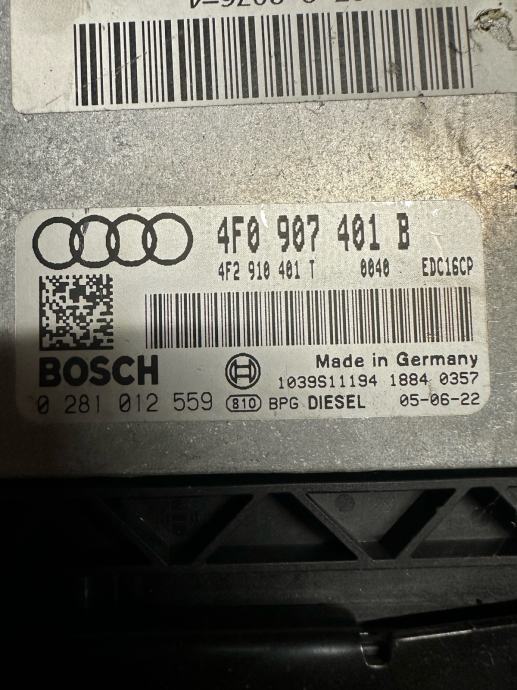 4F0 907 401 B
4F2 910 401 T 0040 EDC16CP
BOSCH
Made in Germany
1039S11194 1884 0357
0 281 012 559 B10 BPG DIESEL 05-06-22